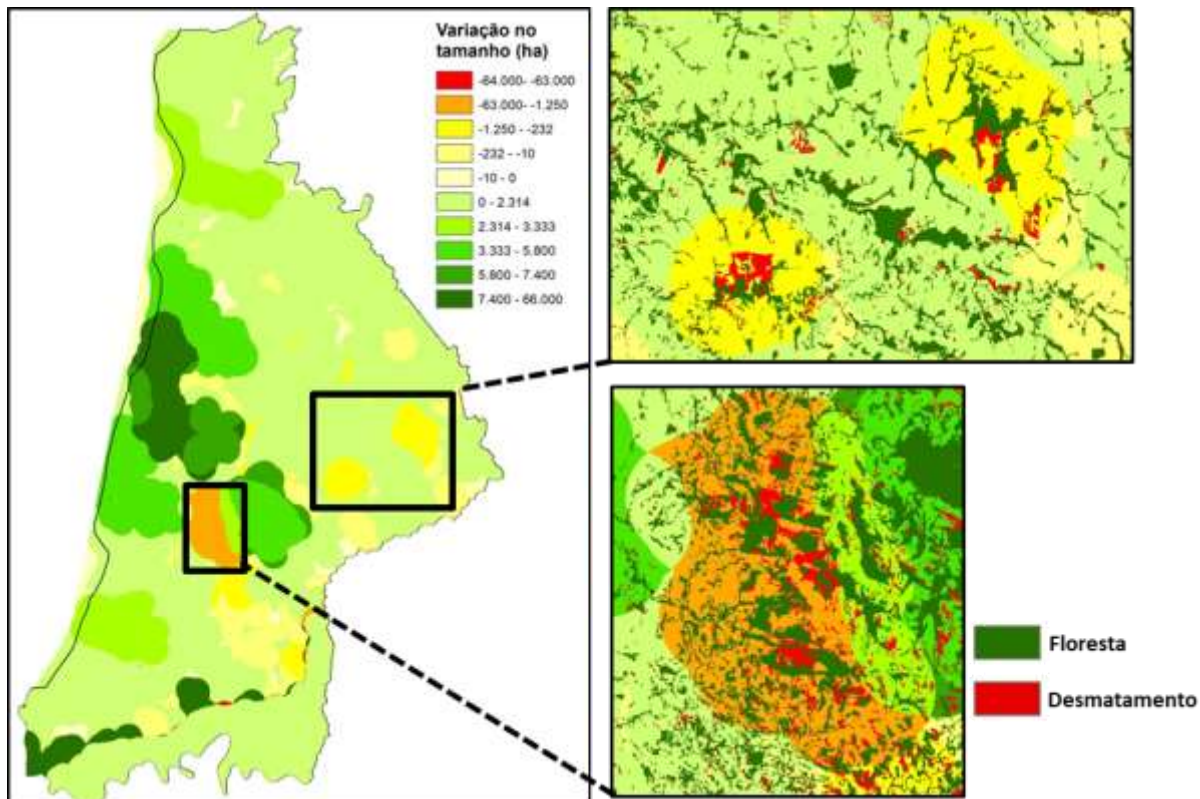 Variação no
tamanho (ha)
-64.000- -63.000
-63.000- -1.250
-1.250 - -232
-232 - -10
-10 - 0
0 - 2.314
2.314 - 3.333
3.333 - 5.800
5.800 - 7.400
7.400 - 66.000
Floresta
Desmatamento